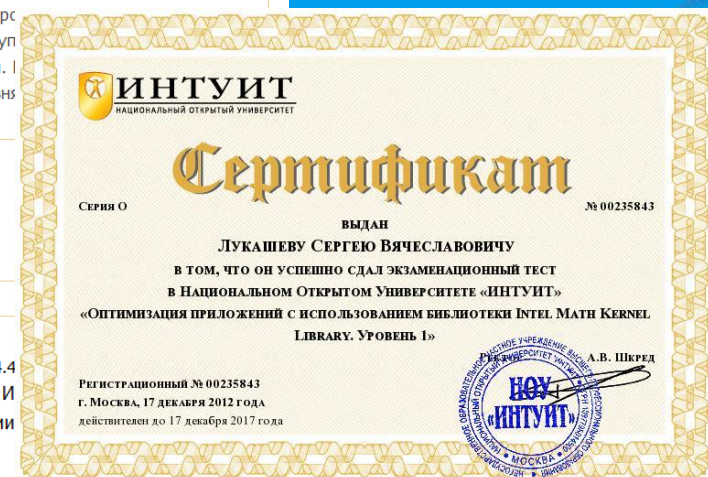 ИНТУИТ
НАЦИОНАЛЬНЫЙ ОТКРЫТЫЙ УНИВЕРСИТЕТ
Сертификат
СЕРИЯ О
№ 00235843
ВЫДАН
ЛУКАШЕВУ СЕРГЕЮ ВЯЧЕСЛАВОВИЧУ
В ТОМ, ЧТО ОН УСПЕШНО СДАЛ ЭКЗАМЕНАЦИОННЫЙ ТЕСТ
В НАЦИОНАЛЬНОМ ОТКРЫТОМ УНИВЕРСИТЕТЕ «ИНТУИТ»
«ОПТИМИЗАЦИЯ ПРИЛОЖЕНИЙ С ИСПОЛЬЗОВАНИЕМ БИБЛИОТЕКИ INTEL MATH KERNEL
LIBRARY. УРОВЕНЬ 1»
РЕКТОР
А.В. ШКРЕД
РЕГИСТРАЦИОННЫЙ № 00235843
Г. МОСКВА, 17 ДЕКАБРЯ 2012 ГОДА
действителен до 17 декабря 2017 года
НОУ
«ИНТУИТ»
МОСКВА